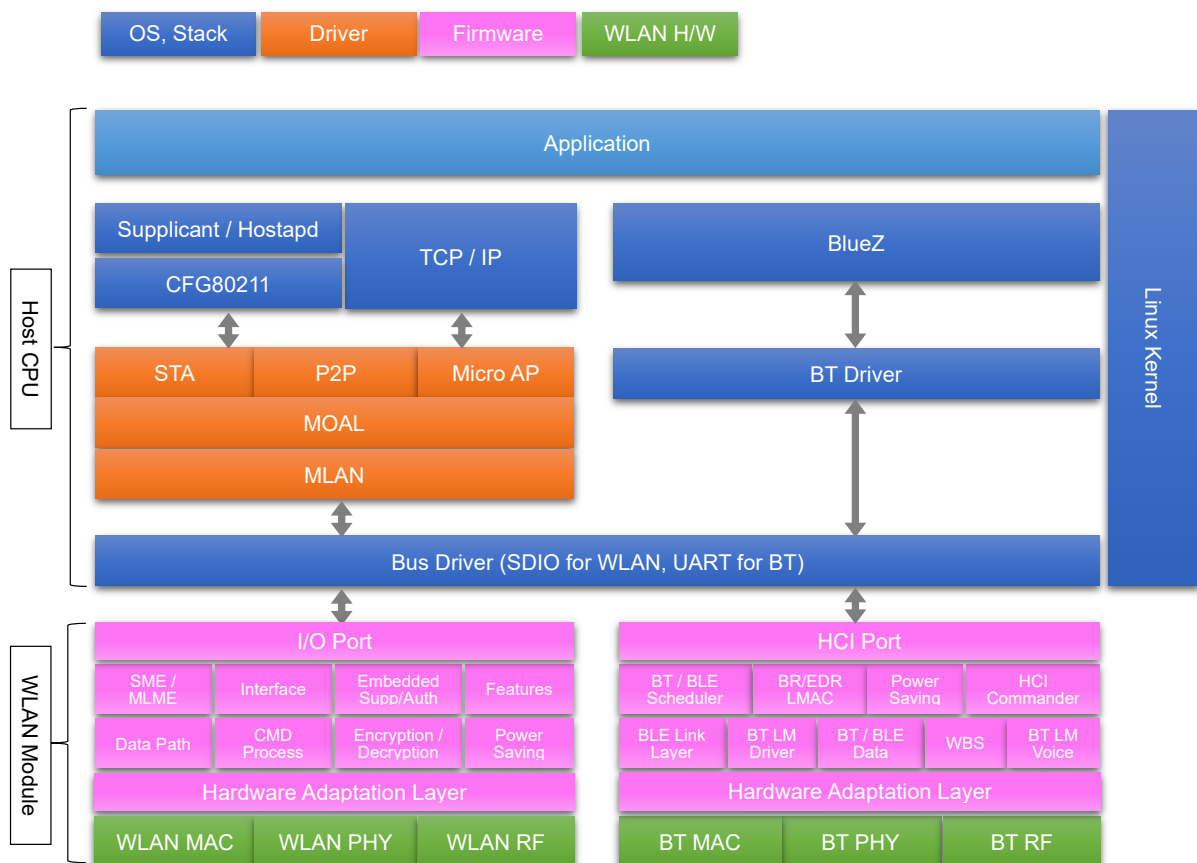 OS, Stack
Driver
Firmware
WLAN H/W
Host CPU
Application
Linux Kernel
Supplicant / Hostapd
CFG80211
TCP / IP
BlueZ
STA
P2P
Micro AP
BT Driver
MOAL
MLAN
Bus Driver (SDIO for WLAN, UART for BT)
WLAN Module
I/O Port
SME /
MLME
Interface
Embedded
Supp/Auth
Features
Data Path
CMD
Process
Encryption /
Decryption
Power
Saving
Hardware Adaptation Layer
WLAN MAC
WLAN PHY
WLAN RF
HCI Port
BT / BLE
Scheduler
BR/EDR
LMAC
Power
Saving
HCI
Commander
BLE Link
Layer
BT LM
Driver
BT / BLE
Data
WBS
BT LM
Voice
Hardware Adaptation Layer
BT MAC
BT PHY
BT RF